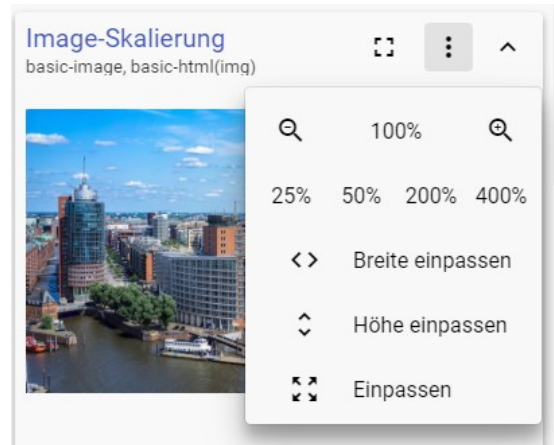 Image-Skalierung
basic-image, basic-html(img)
100%
25% 50% 200% 400%
Breite einpassen
Höhe einpassen
Einpassen